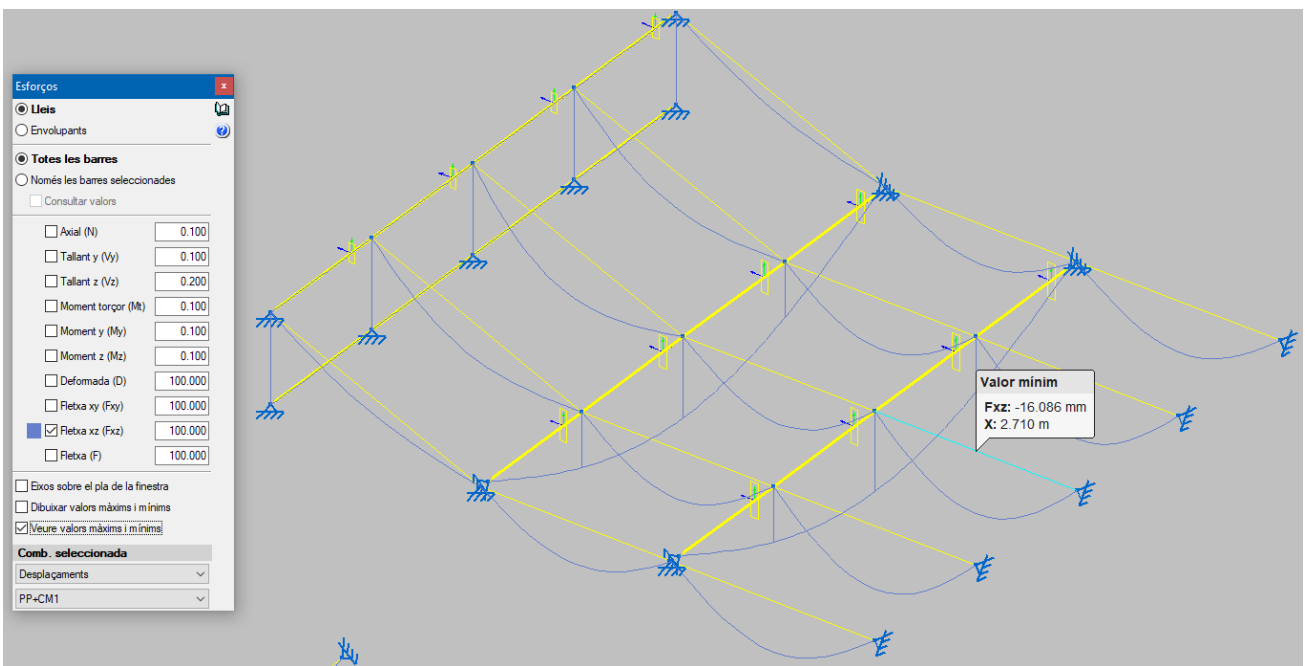 Esforços
x
Lleis
Envolupants
?
Totes les barres
Només les barres seleccionades
Consultar valors
Axial (N) 0.100
Tallant y (Vy) 0.100
Tallant z (Vz) 0.200
Moment torçor (Mt) 0.100
Moment y (My) 0.100
Moment z (Mz) 0.100
Deformada (D) 100.000
Fletxa xy (Fxy) 100.000
Fletxa xz (Fxz) 100.000
Fletxa (F) 100.000
Eixos sobre el pla de la finestra
Dibuixar valors màxims i mínims
Veure valors màxims i mínims
Comb. seleccionada
Desplaçaments
PP+CM1
Valor mínim
Fxz: -16.086 mm
X: 2.710 m